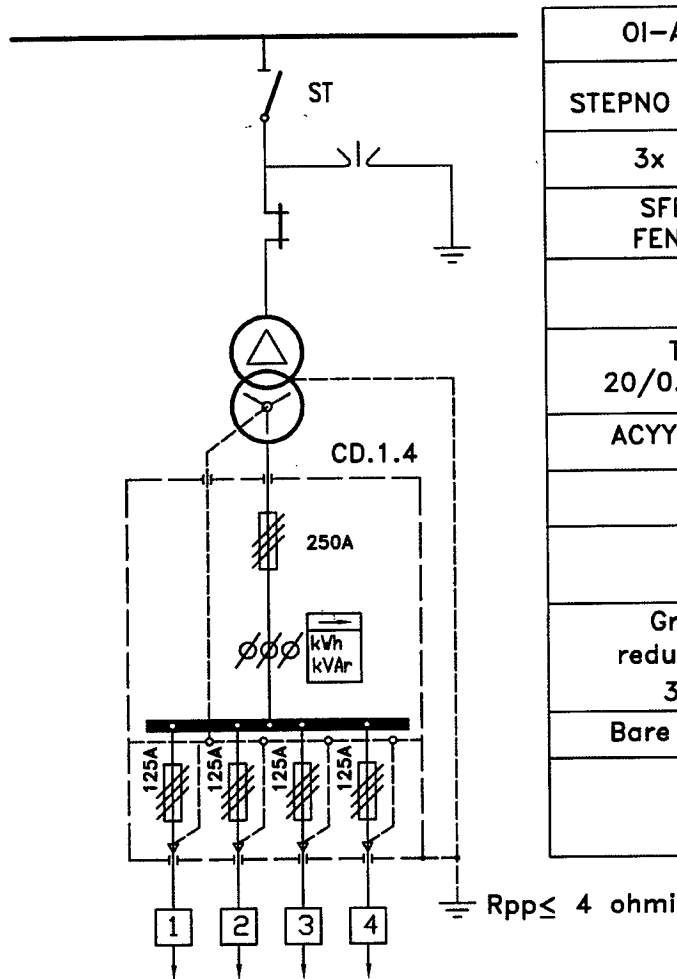 ST
CD.1.4
250A
kWh
kVAr
125A
125A
125A
125A
1
2
3
4
Rpp≤ 4 ohmi
OI-A
STEPNO
3x
SFI
FEN
T
20/0.
ACYY
Gr
redu
3
Bare